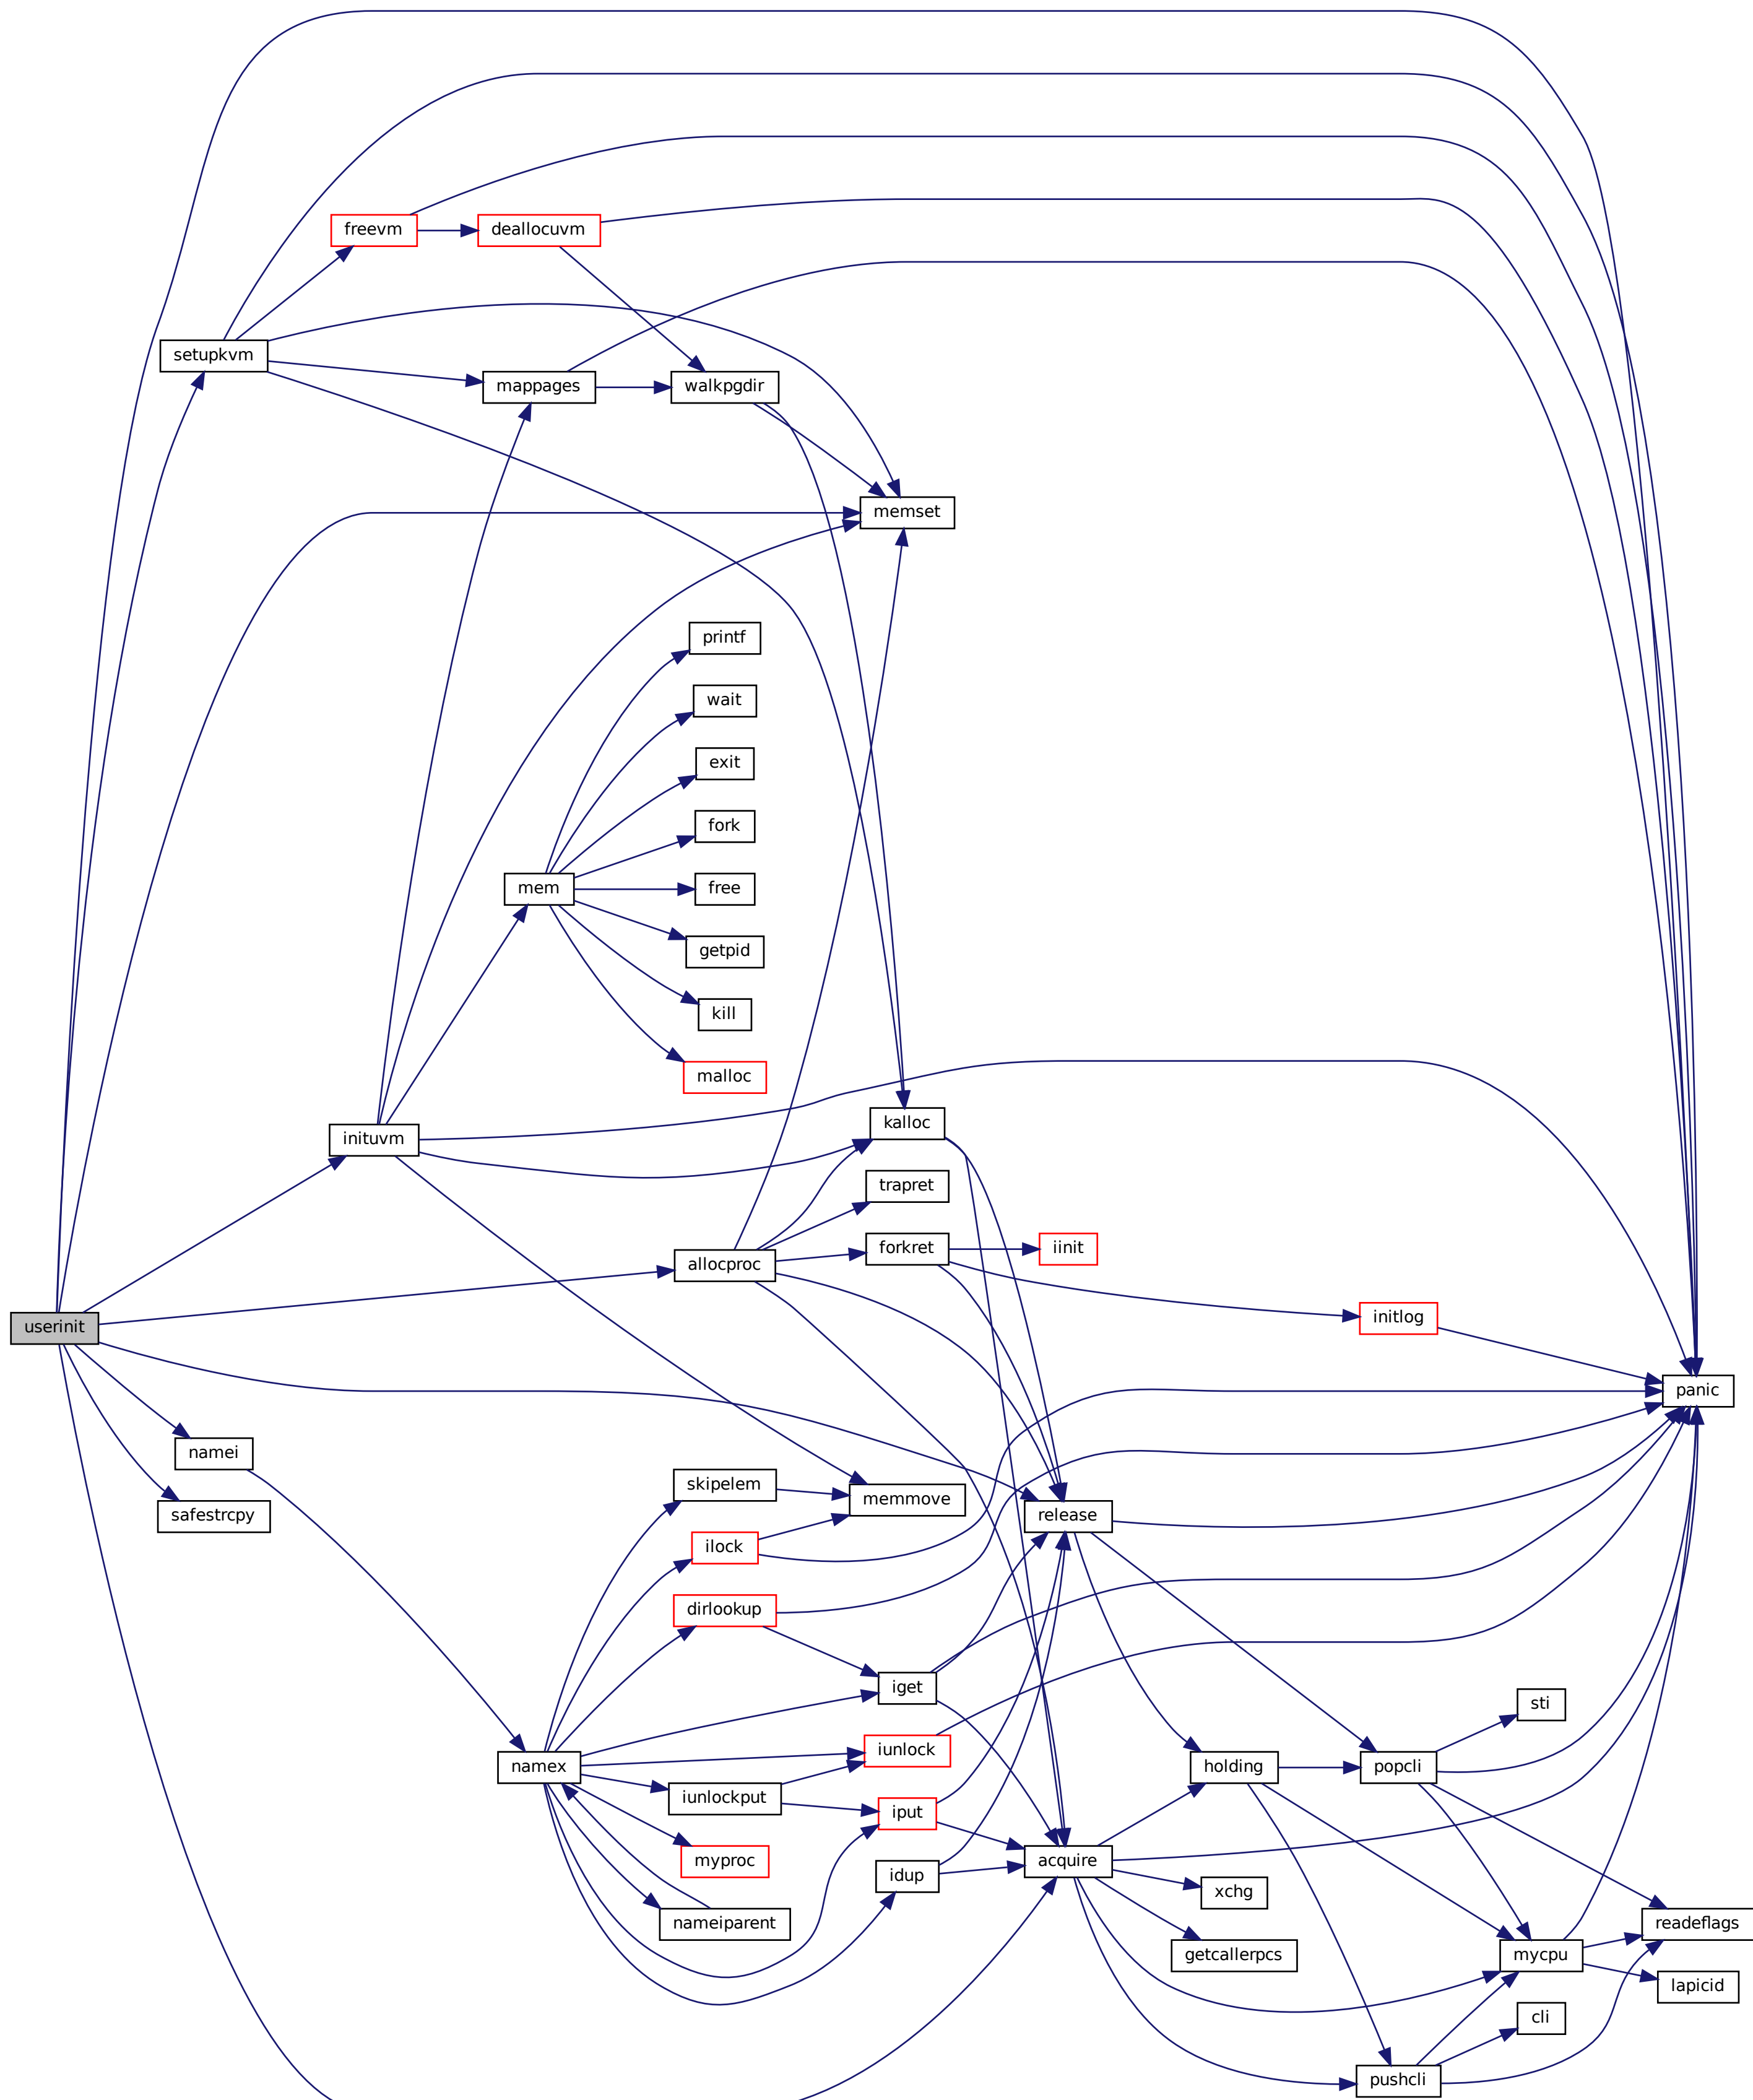 freevm
deallocuvm
setupkvm
mappages
walkpgdir
memset
printf
wait
exit
fork
mem
free
getpid
kill
malloc
kalloc
inituvm
trapret
forkret
iinit
allocproc
initlog
userinit
panic
namei
skipelem
memmove
safestrcpy
release
ilock
dirlookup
iget
sti
iunlock
namex
holding
popcli
iunlockput
iput
myproc
acquire
idup
xchg
nameiparent
readeflags
getcallerpcs
mycpu
lapicid
cli
pushcli